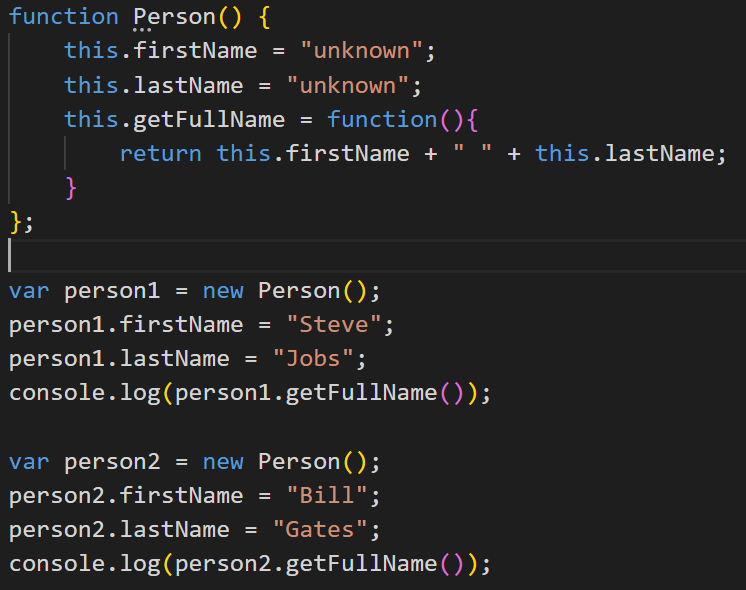 function Person() {
    this.firstName = "unknown";
    this.lastName = "unknown";
    this.getFullName = function(){
        return this.firstName + " " + this.lastName;
    }
};

var person1 = new Person();
person1.firstName = "Steve";
person1.lastName = "Jobs";
console.log(person1.getFullName());

var person2 = new Person();
person2.firstName = "Bill";
person2.lastName = "Gates";
console.log(person2.getFullName());